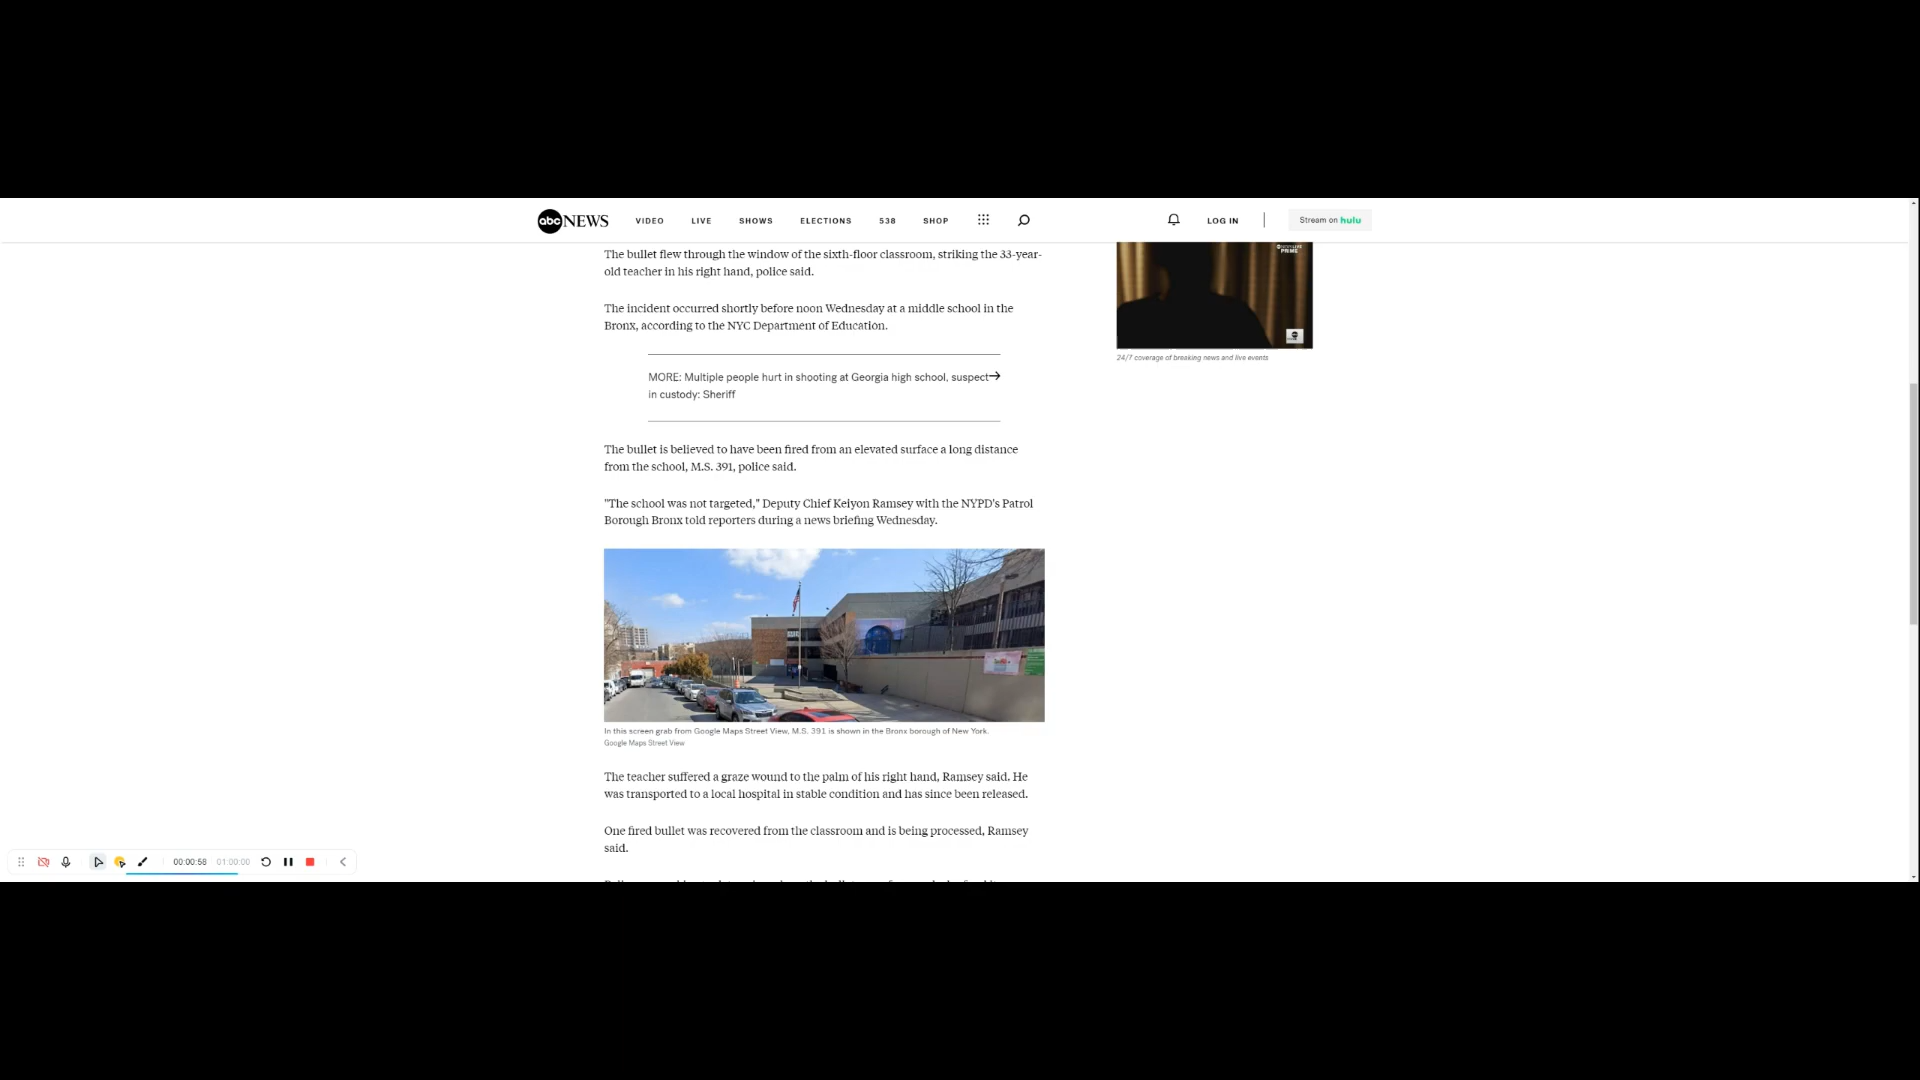 abc NEWS VIDEO LIVE SHOWS ELECTIONS 538 SHOP LOG IN Stream on hulu
The bullet flew through the window of the sixth-floor classroom, striking the 33-year-
old teacher in his right hand, police said.
The incident occurred shortly before noon Wednesday at a middle school in the
Bronx, according to the NYC Department of Education.
MORE: Multiple people hurt in shooting at Georgia high school, suspect
in custody: Sheriff
The bullet is believed to have been fired from an elevated surface a long distance
from the school, M.S. 391, police said.
"The school was not targeted," Deputy Chief Keiyon Ramsey with the NYPD's Patrol
Borough Bronx told reporters during a news briefing Wednesday.
In this screen grab from Google Maps Street View, M.S. 391 is shown in the Bronx borough of New York.
Google Maps Street View
The teacher suffered a graze wound to the palm of his right hand, Ramsey said. He
was transported to a local hospital in stable condition and has since been released.
One fired bullet was recovered from the classroom and is being processed, Ramsey
said.
PRIME
24/7 coverage of breaking news and live events
00:00:58 01:00:00